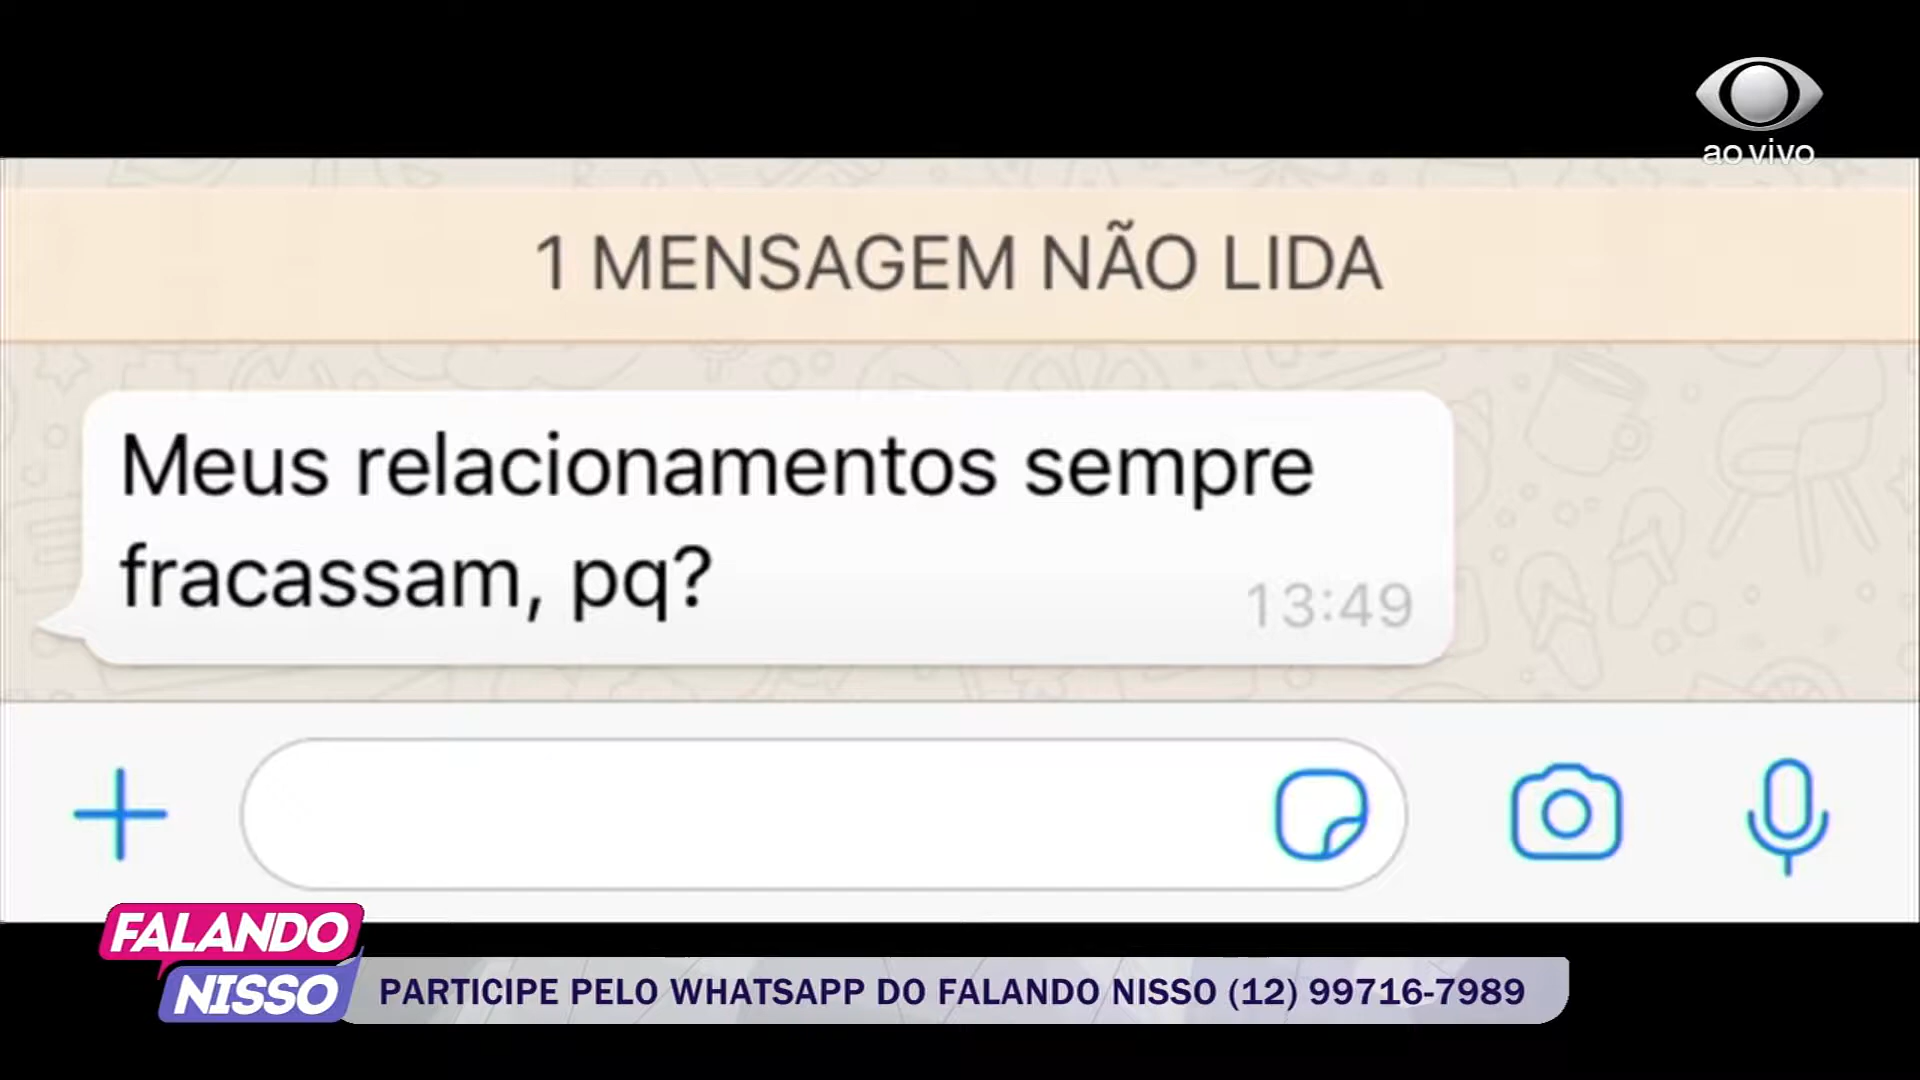 ao vivo
1 MENSAGEM NÃO LIDA
Meus relacionamentos sempre
fracassam, pq?
13:49
FALANDO
NISSO
PARTICIPE PELO WHATSAPP DO FALANDO NISSO (12) 99716-7989